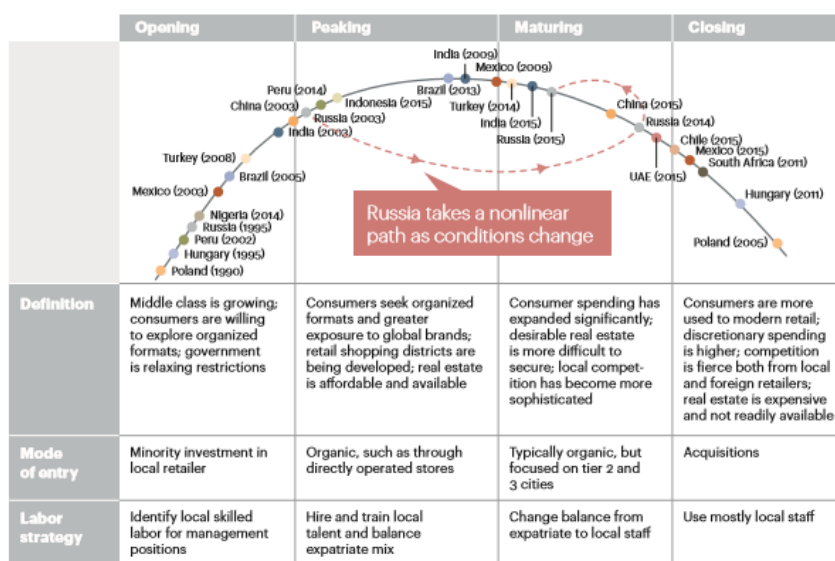 Opening
Peaking
Maturing
Closing
India (2009)
Mexico (2009)
Peru (2014)
Brazil (2013)
China (2003)
Indonesia (2015)
Turkey (2014)
China (2015)
Russia (2003)
India (2003)
India (2015)
Russia (2014)
Russia (2015)
Chile (2015)
Mexico (2015)
Turkey (2008)
South Africa (2011)
Brazil (2005)
UAE (2015)
Mexico (2003)
Hungary (2011)
Nigeria (2014)
Russia takes a nonlinear
path as conditions change
Russia (1995)
Peru (2002)
Poland (2005)
Hungary (1995)
Poland (1990)
Definition
Middle class is growing;
consumers are willing
to explore organized
formats; government
is relaxing restrictions
Consumers seek organized
formats and greater
exposure to global brands;
retail shopping districts are
being developed; real estate
is affordable and available
Consumer spending has
expanded significantly;
desirable real estate
is more difficult to
secure; local compet-
ition has become more
sophisticated
Consumers are more
used to modern retail;
discretionary spending
is higher; competition
is fierce both from local
and foreign retailers;
real estate is expensive
and not readily available
Mode
of entry
Minority investment in
local retailer
Organic, such as through
directly operated stores
Typically organic, but
focused on tier 2 and
3 cities
Acquisitions
Labor
strategy
Identify local skilled
labor for management
positions
Hire and train local
talent and balance
expatriate mix
Change balance from
expatriate to local staff
Use mostly local staff